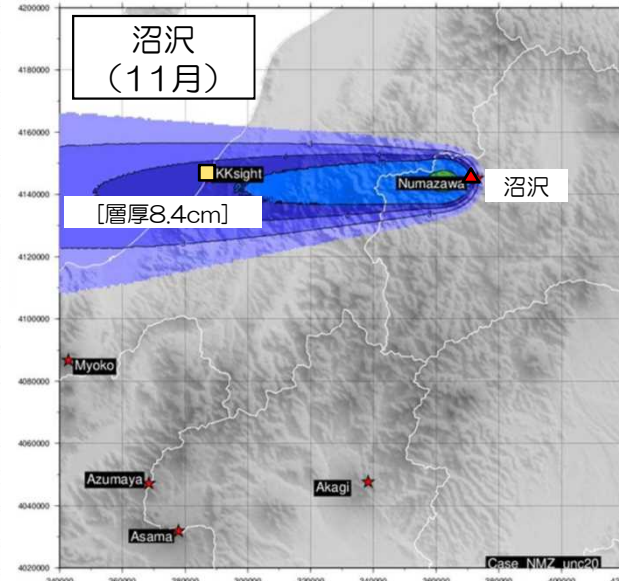 4200000
沼沢
（11月）
4180000
4160000
KKsight
Numazawa
沼沢
4140000
[層厚8.4cm]
4120000
4100000
Myoko
4080000
4060000
Azumaya
Akagi
4040000
Asama
Case_NMZ_unc20
4020000